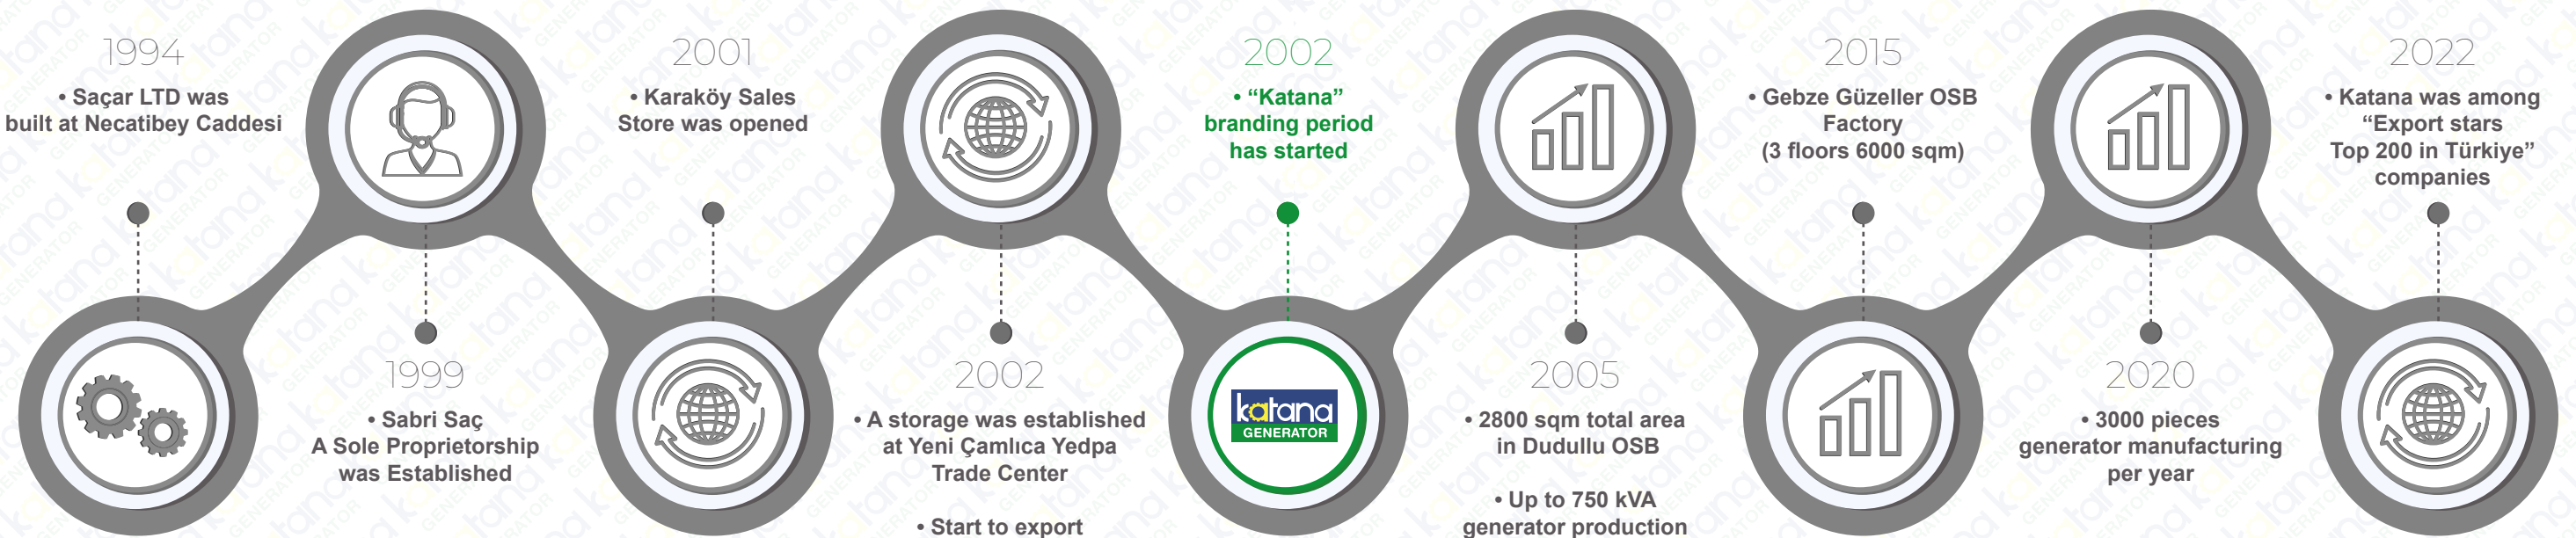 1994
• Saçar LTD was
built at Necatibey Caddesi
1999
• Sabri Saç
A Sole Proprietorship
was Established
2001
• Karaköy Sales
Store was opened
2002
• A storage was established
at Yeni Çamlıca Yedpa
Trade Center
• Start to export
2002
• “Katana”
branding period
has started
katana
GENERATOR
2005
• 2800 sqm total area
in Dudullu OSB
• Up to 750 kVA
generator production
2015
• Gebze Güzeller OSB
Factory
(3 floors 6000 sqm)
2020
• 3000 pieces
generator manufacturing
per year
2022
• Katana was among
“Export stars
Top 200 in Türkiye”
companies